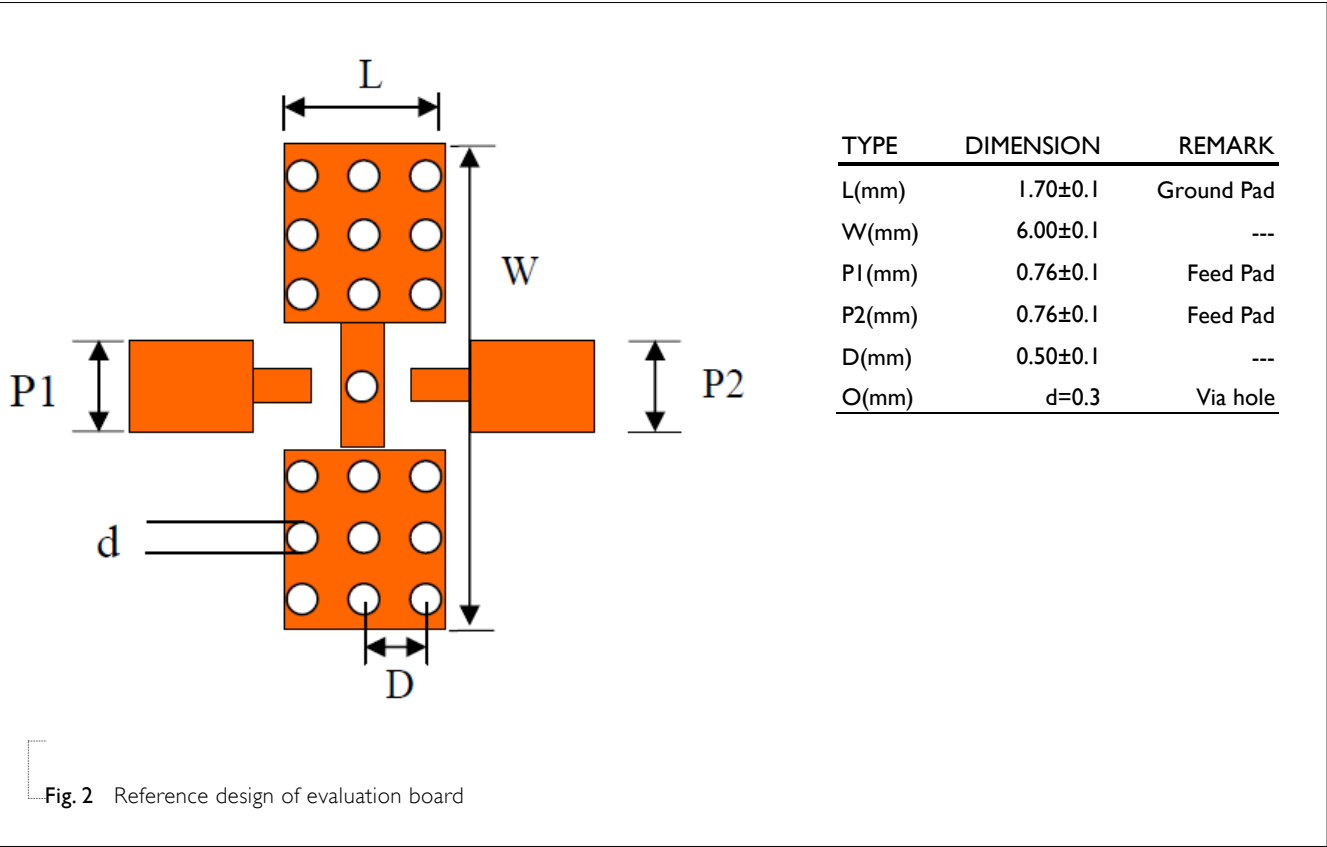 L
W
P1
P2
d
D
TYPE DIMENSION REMARK
L(mm) 1.70±0.1 Ground Pad
W(mm) 6.00±0.1 ---
P1(mm) 0.76±0.1 Feed Pad
P2(mm) 0.76±0.1 Feed Pad
D(mm) 0.50±0.1 ---
O(mm) d=0.3 Via hole
Fig. 2 Reference design of evaluation board